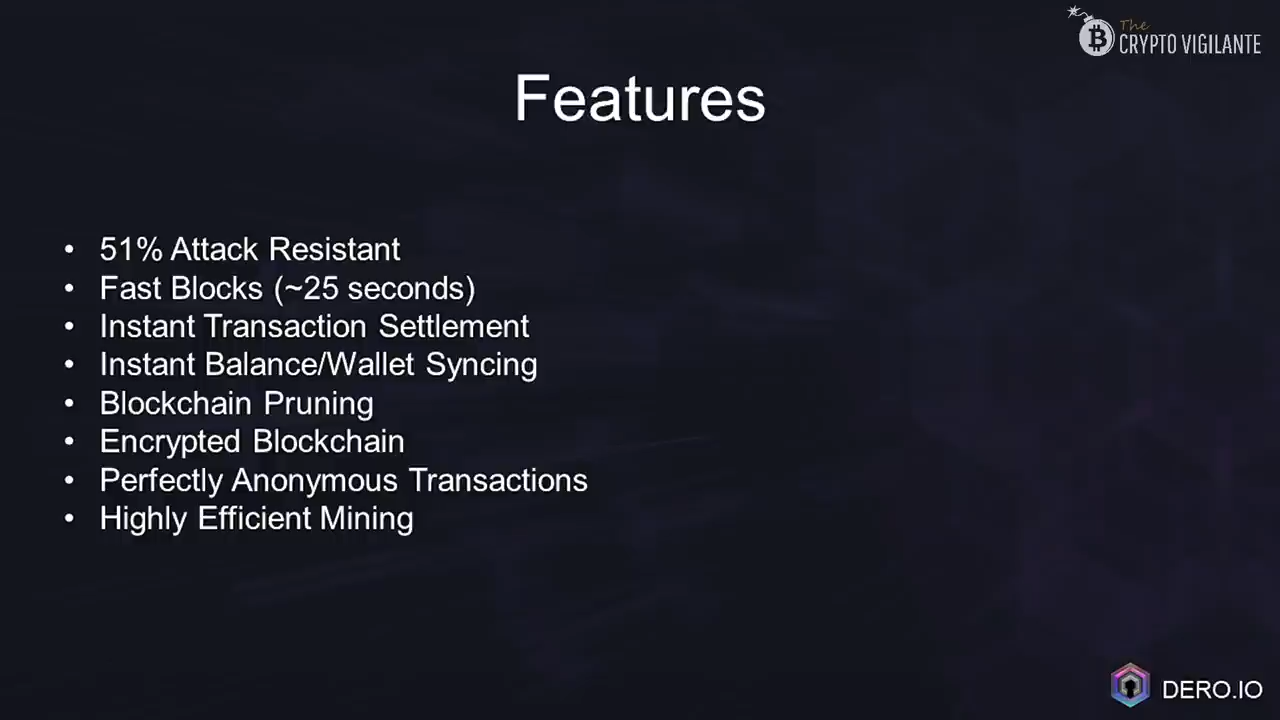 The
CRYPTO VIGILANTE
Features
• 51% Attack Resistant
• Fast Blocks (~25 seconds)
• Instant Transaction Settlement
• Instant Balance/Wallet Syncing
• Blockchain Pruning
• Encrypted Blockchain
• Perfectly Anonymous Transactions
• Highly Efficient Mining
DERO.IO